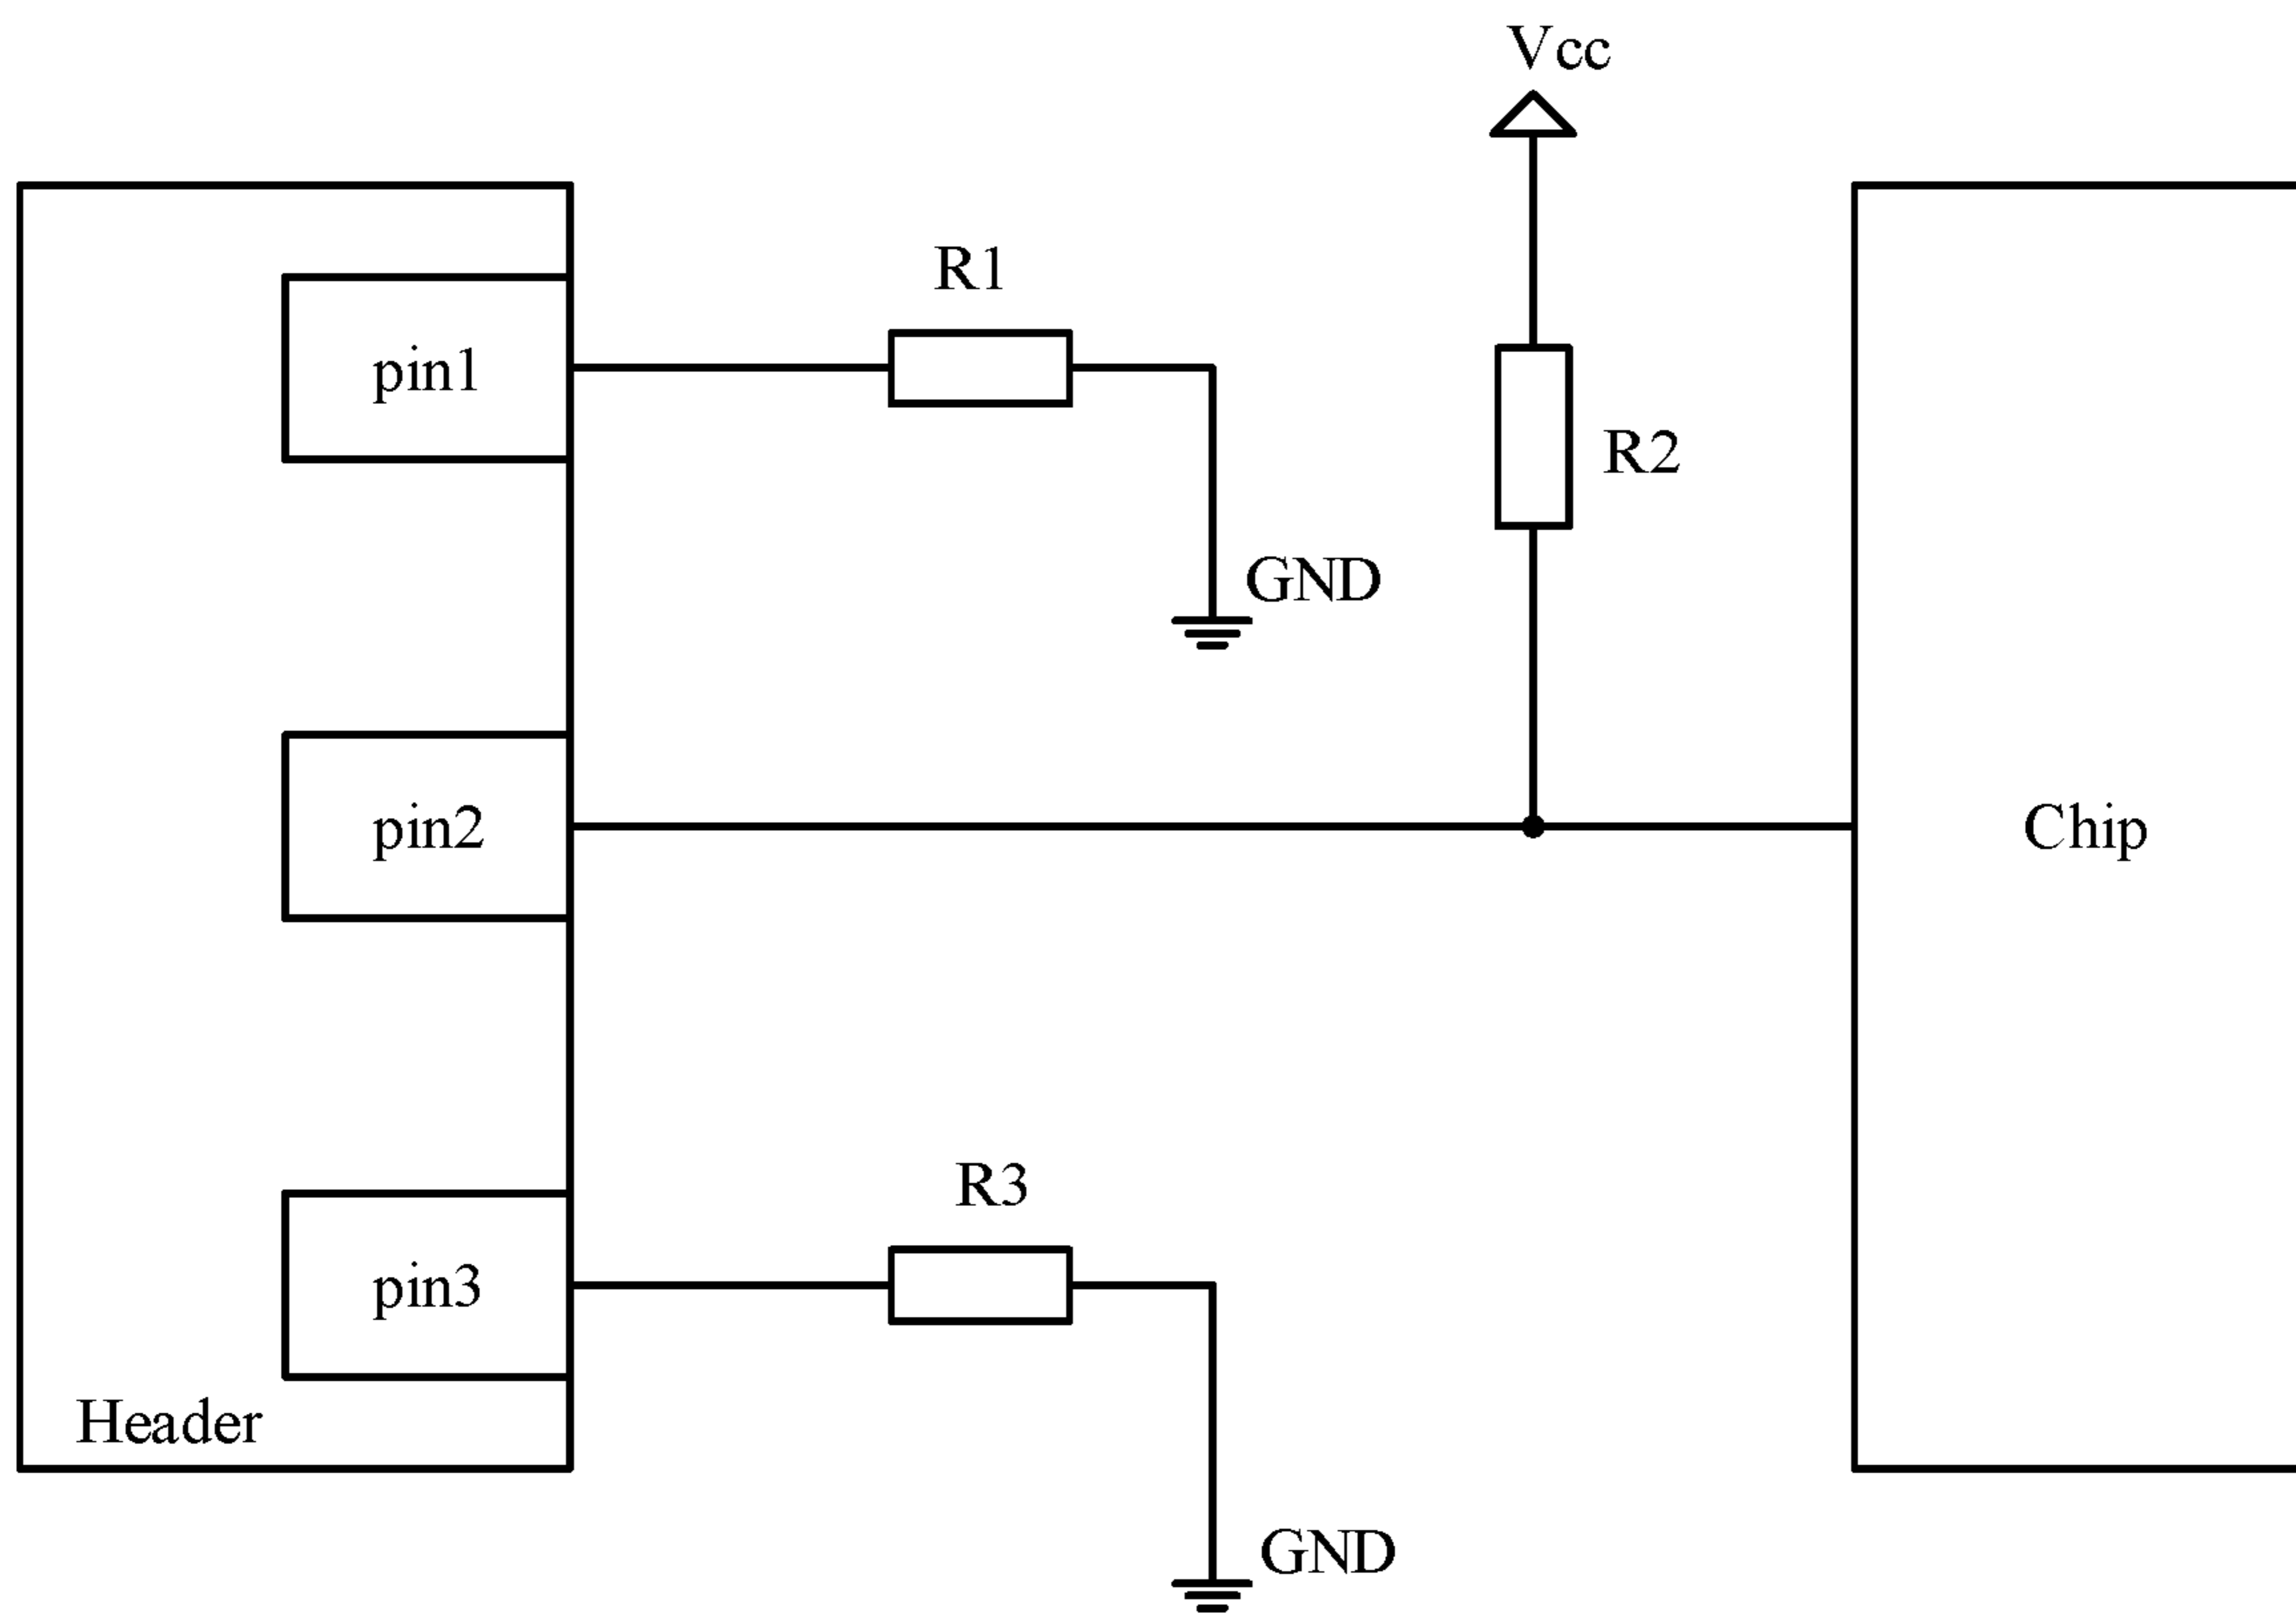 Vcc
R1
pin1
R2
GND
pin2
Chip
R3
pin3
Header
GND